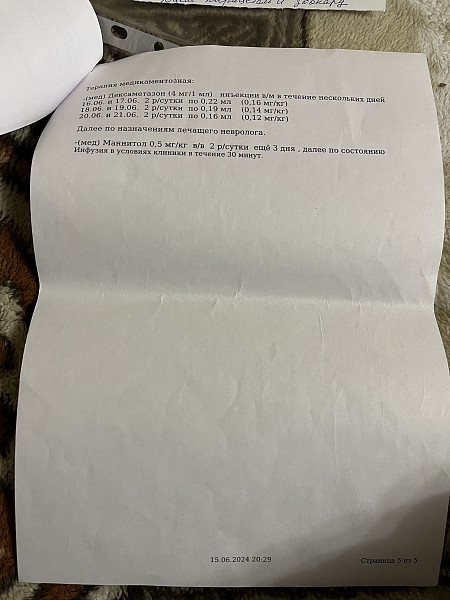 Терапия медикаментозная:
-(мед) Дексаметазон (4 мг/1 мл) инъекции в/м в течение нескольких дней
16.06. и 17.06. 2 р/сутки по 0,22 мл (0,16 мг/кг)
18.06. и 19.06. 2 р/сутки по 0,19 мл (0,14 мг/кг)
20.06. и 21.06. 2 р/сутки по 0,16 мл (0,12 мг/кг)
Далее по назначениям лечащего невролога.
-(мед) Маннитол 0,5 мг/кг в/в 2 р/сутки ещё 3 дня , далее по состоянию
Инфузия в условиях клиники в течение 30 минут.
15.06.2024 20:29
Страница 5 из 5